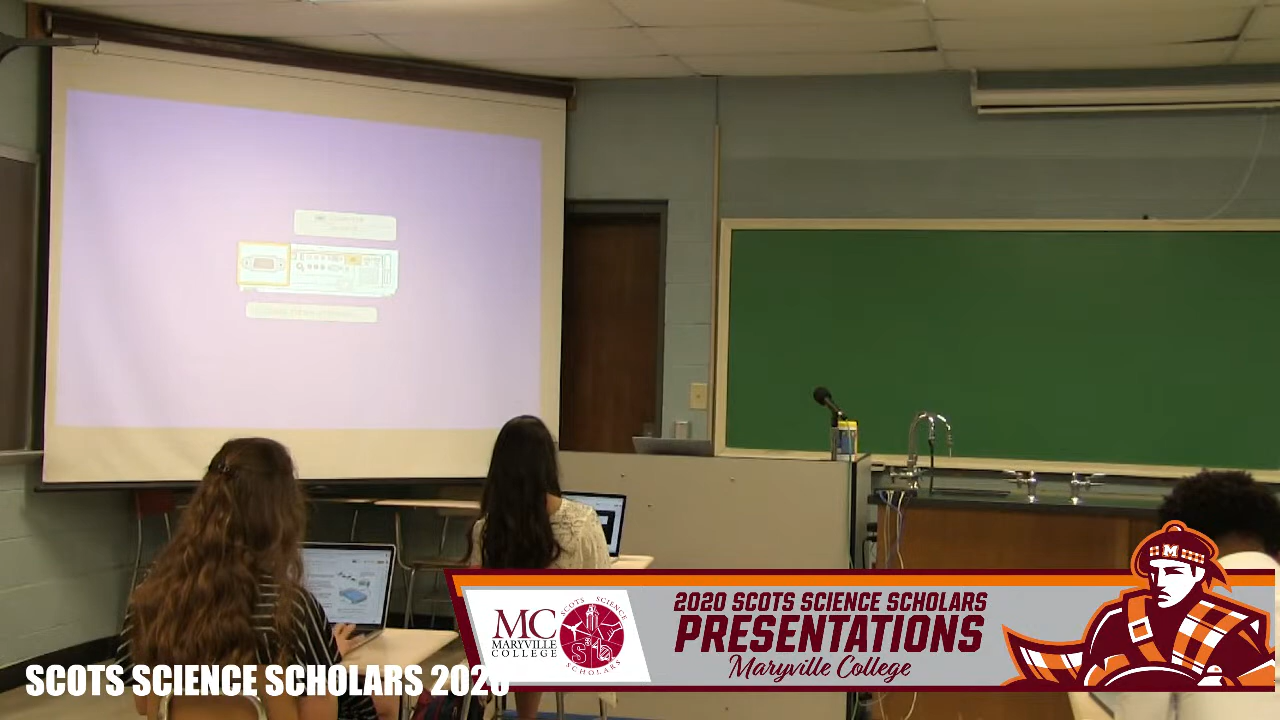 2020 SCOTS SCIENCE SCHOLARS
PRESENTATIONS
Maryville College
MC
MARYVILLE
COLLEGE
SCOTS SCIENCE
SCHOLARS
M
SCOTS SCIENCE SCHOLARS 2020